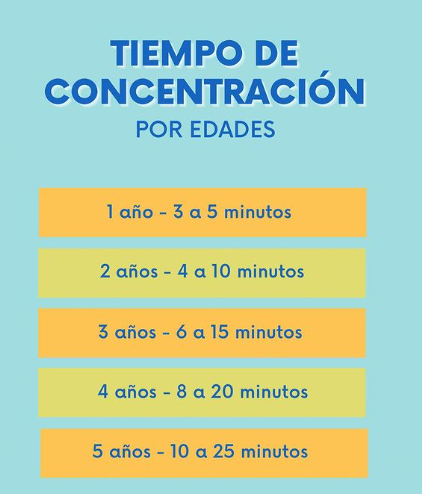 TIEMPO DE
CONCENTRACIÓN
POR EDADES
1 año - 3 a 5 minutos
2 años - 4 a 10 minutos
3 años - 6 a 15 minutos
4 años - 8 a 20 minutos
5 años - 10 a 25 minutos